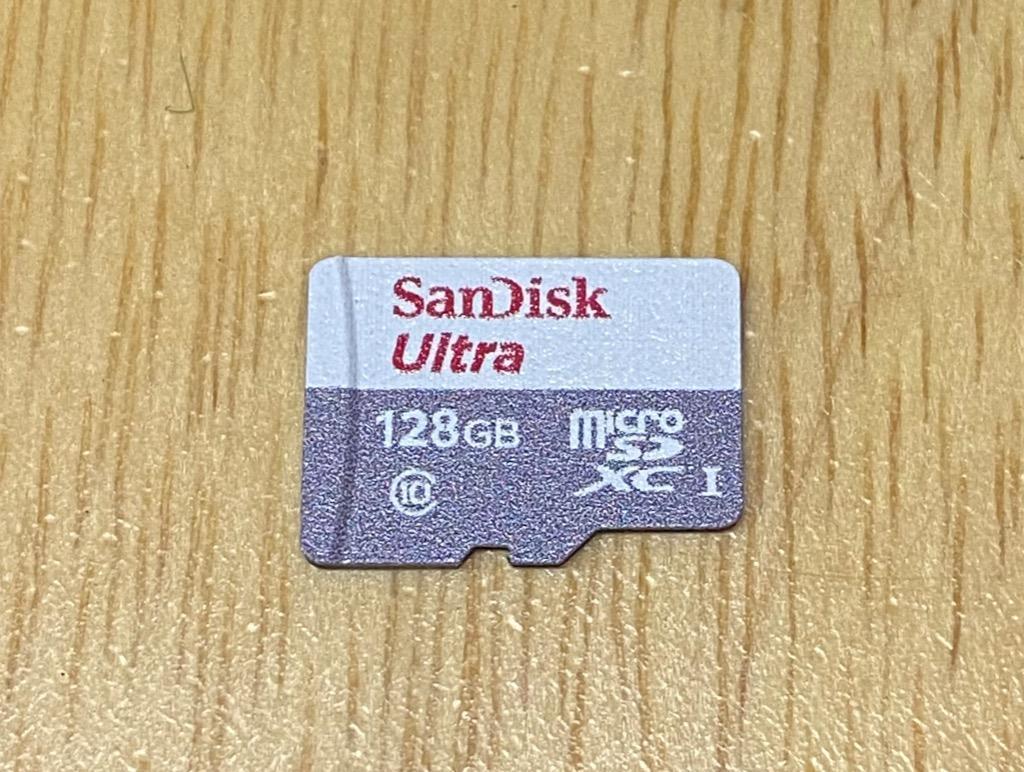 SanDisk
Ultra
128GB
micro
SD
XC I
10